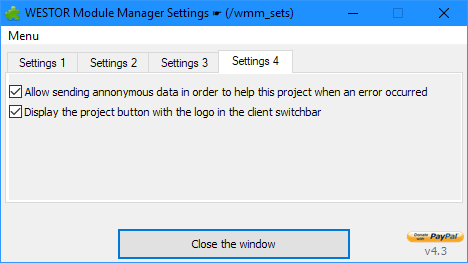 WESTOR Module Manager Settings ☛ (/wmm_sets)
Menu
Settings 1 Settings 2 Settings 3 Settings 4
Allow sending annonymous data in order to help this project when an error occurred
Display the project button with the logo in the client switchbar
Close the window
Donate with PayPal
v4.3